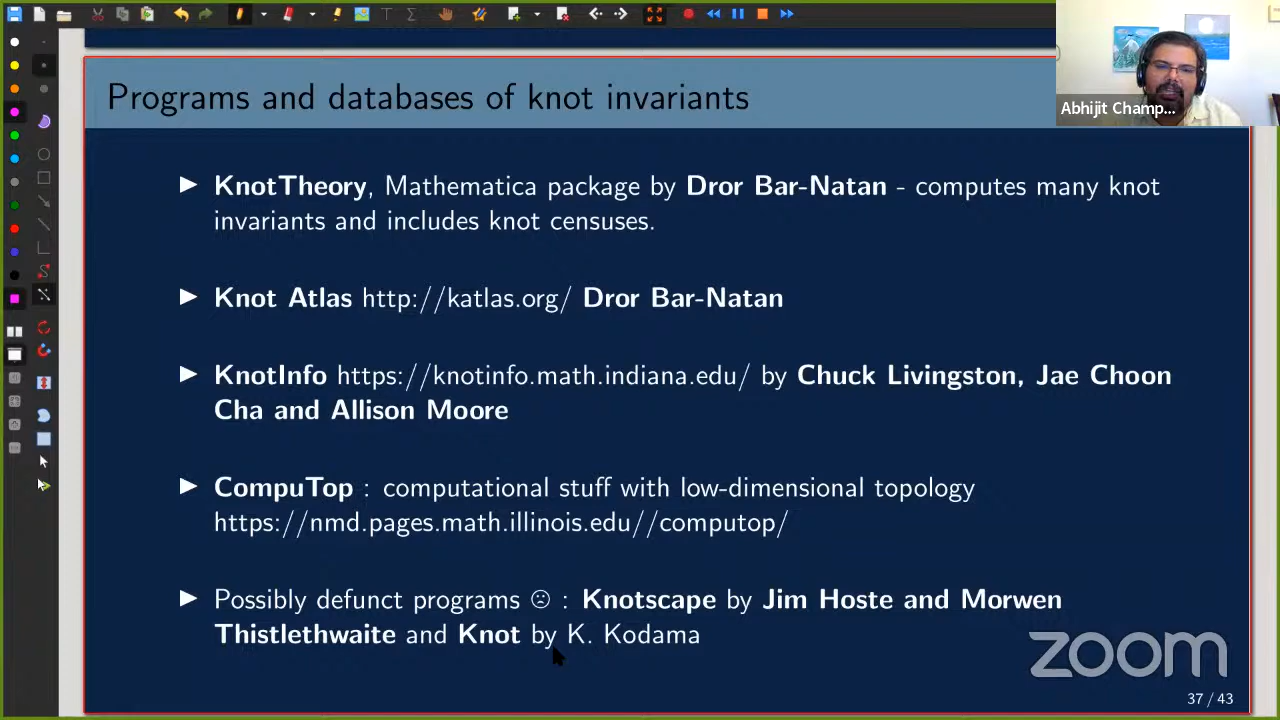 Programs and databases of knot invariants
Abhijit Champ...
▶ KnotTheory, Mathematica package by Dror Bar-Natan - computes many knot
invariants and includes knot censuses.
▶ Knot Atlas http://katlas.org/ Dror Bar-Natan
▶ KnotInfo https://knotinfo.math.indiana.edu/ by Chuck Livingston, Jae Choon
Cha and Allison Moore
▶ CompuTop : computational stuff with low-dimensional topology
https://nmd.pages.math.illinois.edu//computop/
▶ Possibly defunct programs ☹ : Knotscape by Jim Hoste and Morwen
Thistlethwaite and Knot by K. Kodama
zoom
37 / 43